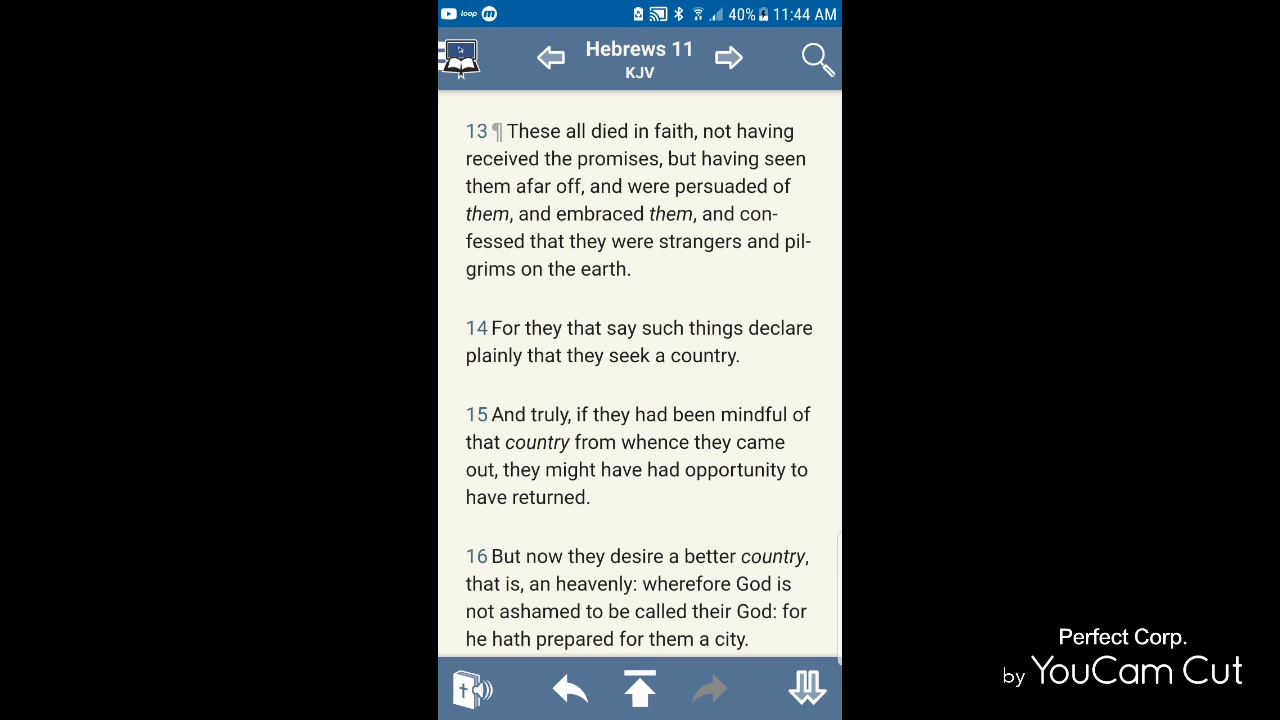 loop 40% 11:44 AM
Hebrews 11
KJV
13 ¶ These all died in faith, not having
received the promises, but having seen
them afar off, and were persuaded of
them, and embraced them, and con-
fessed that they were strangers and pil-
grims on the earth.
14 For they that say such things declare
plainly that they seek a country.
15 And truly, if they had been mindful of
that country from whence they came
out, they might have had opportunity to
have returned.
16 But now they desire a better country,
that is, an heavenly: wherefore God is
not ashamed to be called their God: for
he hath prepared for them a city.
Perfect Corp.
by YouCam Cut